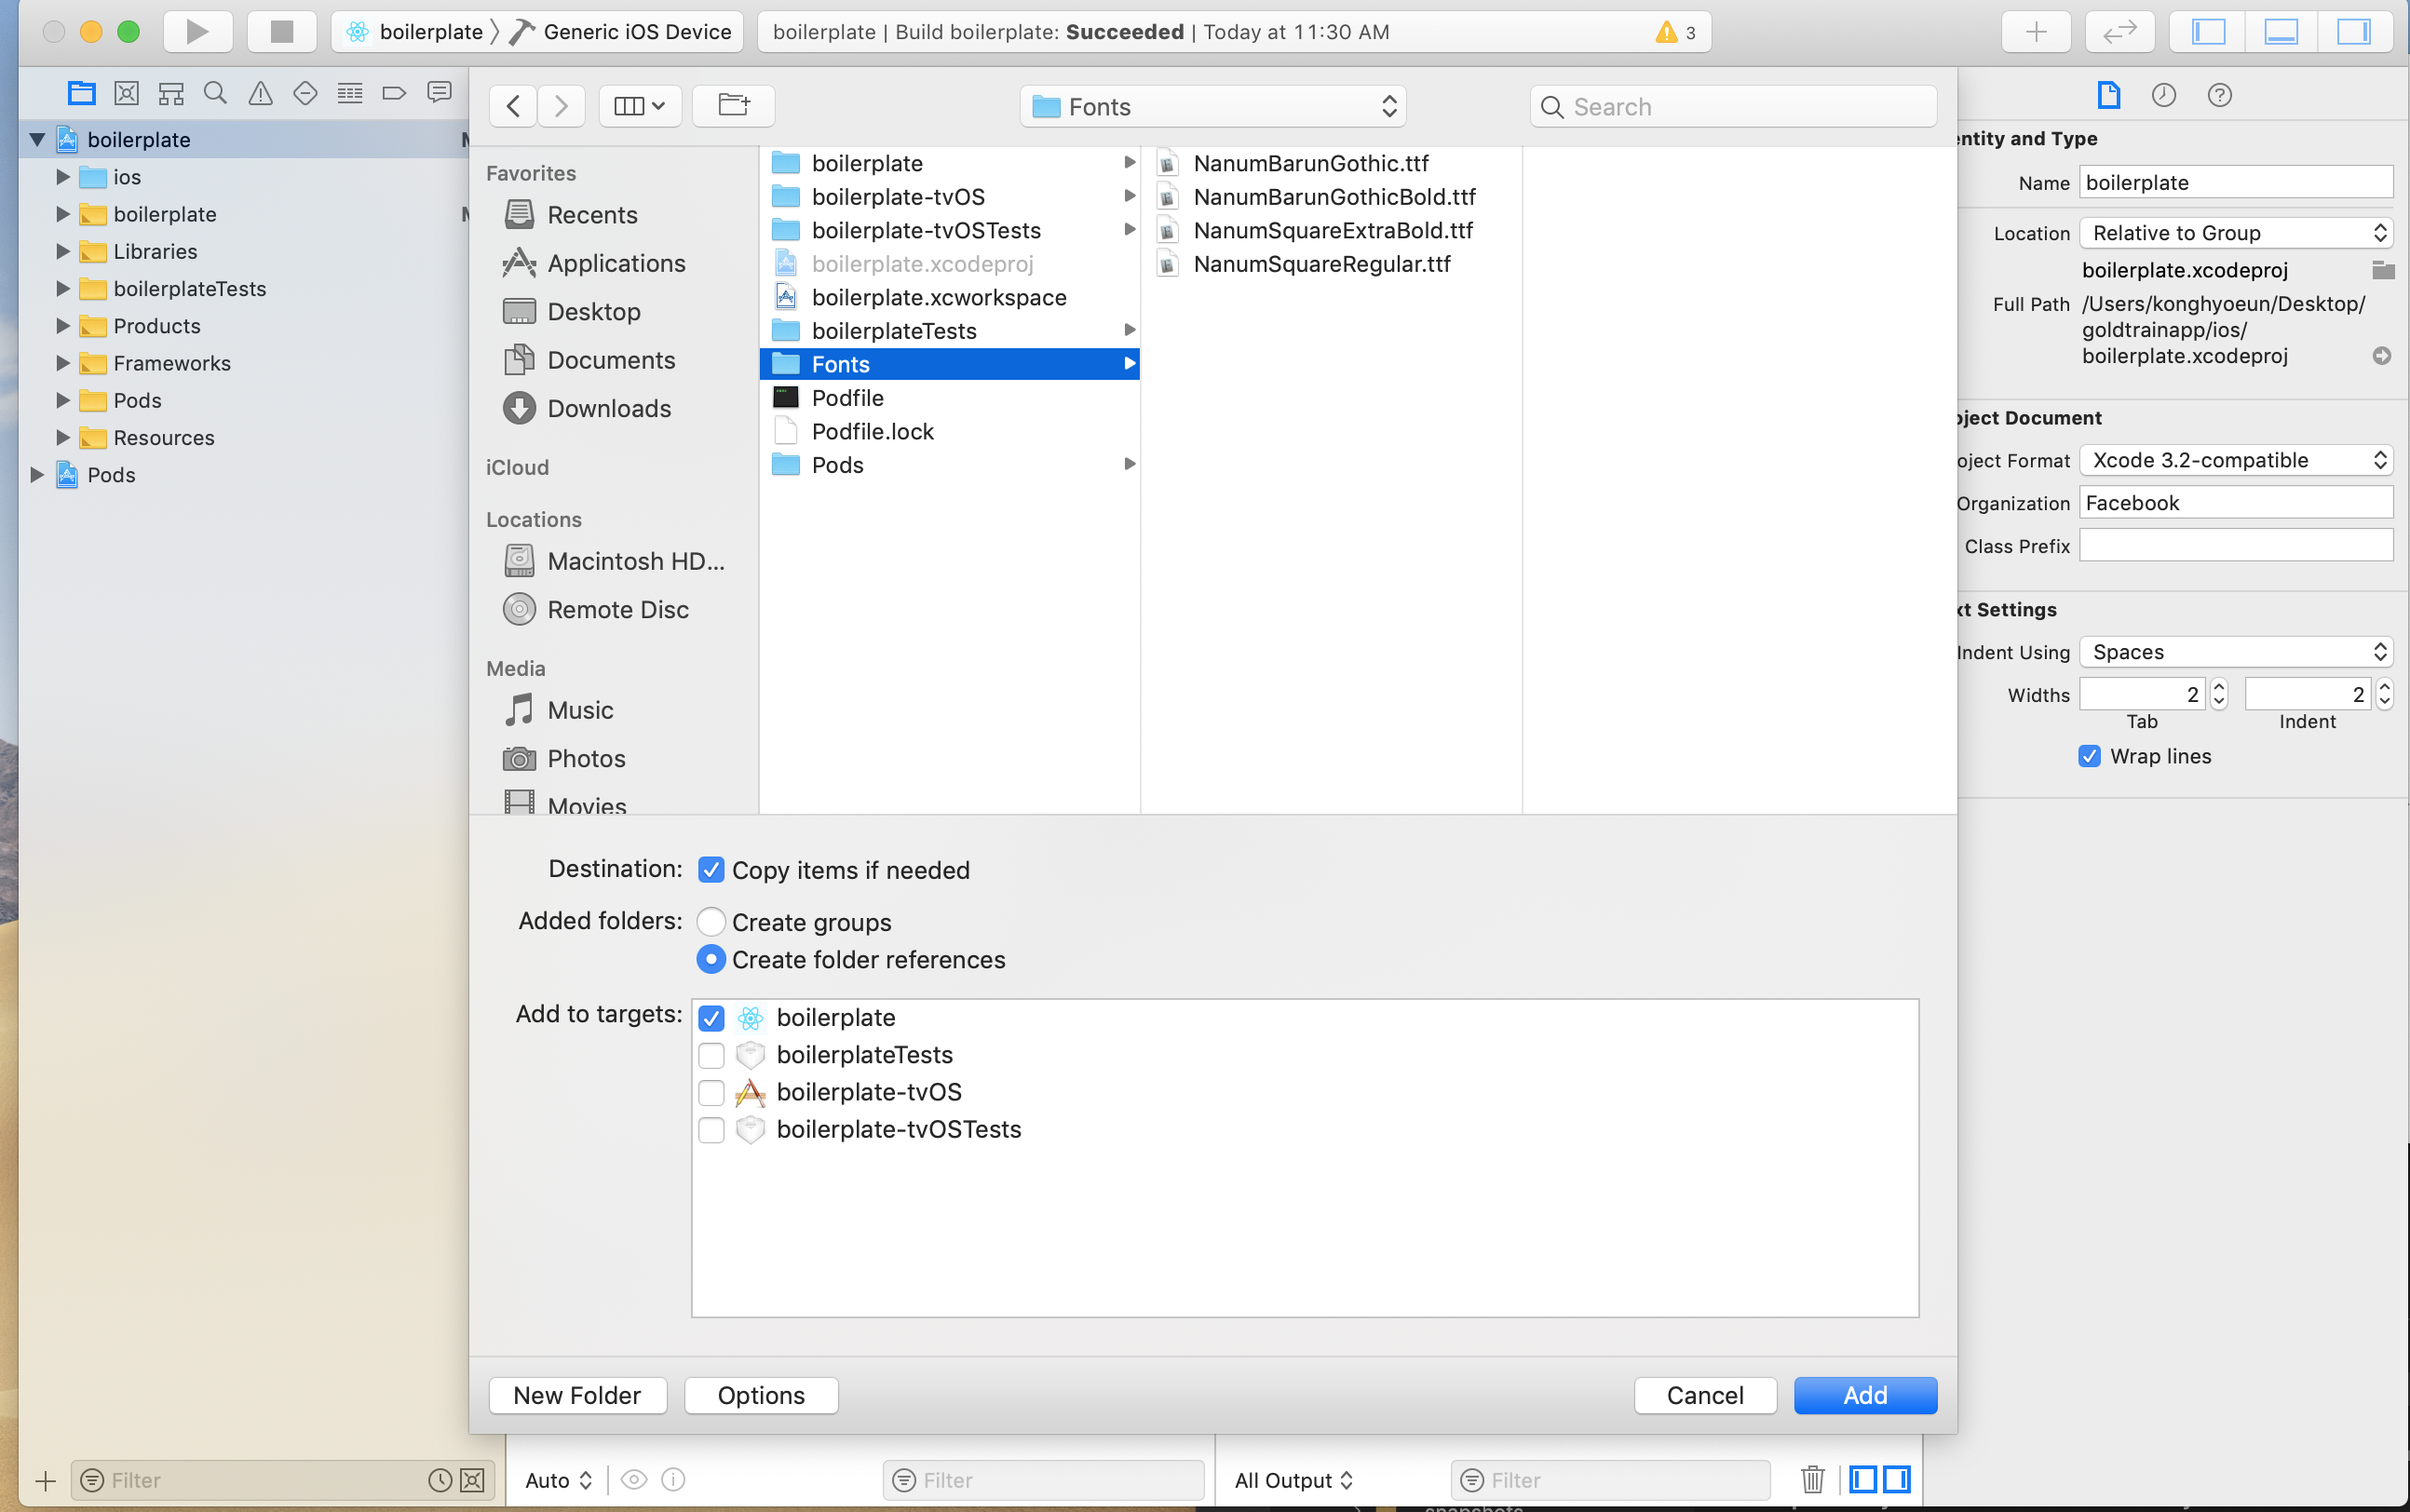 boilerplate
Generic iOS Device
boilerplate | Build boilerplate: Succeeded | Today at 11:30 AM
3
boilerplate
ios
boilerplate
Libraries
boilerplateTests
Products
Frameworks
Pods
Resources
Pods
Fonts
Search
Favorites
Recents
Applications
Desktop
Documents
Downloads
iCloud
Locations
Macintosh HD...
Remote Disc
Media
Music
Photos
Movies
boilerplate
boilerplate-tvOS
boilerplate-tvOSTests
boilerplate.xcodeproj
boilerplate.xcworkspace
boilerplateTests
Fonts
Podfile
Podfile.lock
Pods
NanumBarunGothic.ttf
NanumBarunGothicBold.ttf
NanumSquareExtraBold.ttf
NanumSquareRegular.ttf
Destination: Copy items if needed
Added folders: Create groups
Create folder references
Add to targets: boilerplate
boilerplateTests
boilerplate-tvOS
boilerplate-tvOSTests
New Folder
Options
Cancel
Add
entity and Type
Name boilerplate
Location Relative to Group
boilerplate.xcodeproj
Full Path /Users/konghyoeun/Desktop/
goldtrainapp/ios/
boilerplate.xcodeproj
oject Document
oject Format Xcode 3.2-compatible
Organization Facebook
Class Prefix
xt Settings
Indent Using Spaces
Widths 2 2
Tab Indent
Wrap lines
Filter
Auto
Filter
All Output
Filter
snapshots